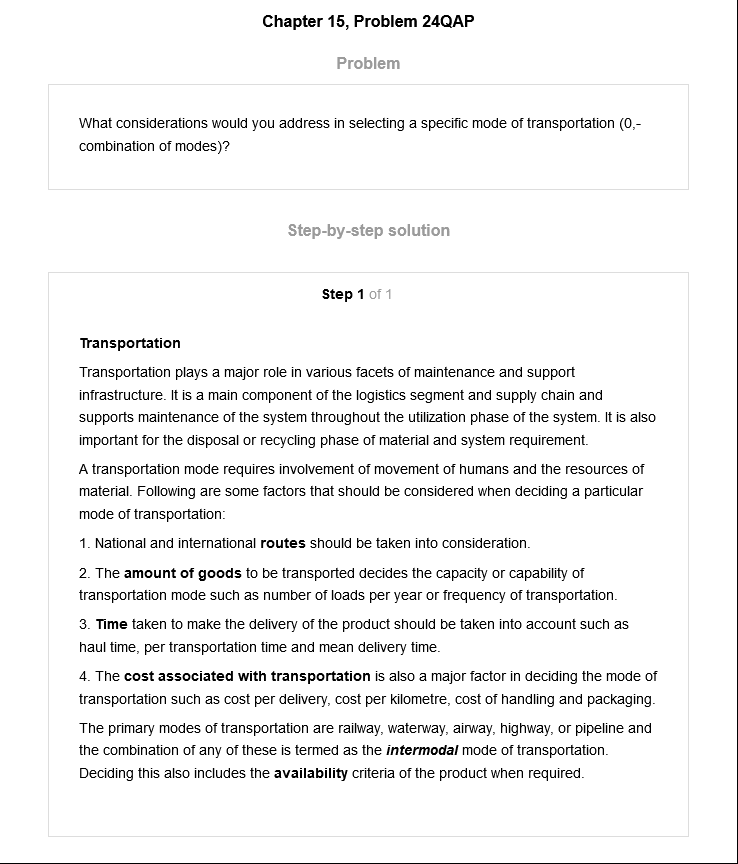 Chapter 15, Problem 24QAP
Problem
What considerations would you address in selecting a specific mode of transportation (0,-
combination of modes)?
Step-by-step solution
Step 1 of 1
Transportation
Transportation plays a major role in various facets of maintenance and support
infrastructure. It is a main component of the logistics segment and supply chain and
supports maintenance of the system throughout the utilization phase of the system. It is also
important for the disposal or recycling phase of material and system requirement.
A transportation mode requires involvement of movement of humans and the resources of
material. Following are some factors that should be considered when deciding a particular
mode of transportation:
1. National and international routes should be taken into consideration.
2. The amount of goods to be transported decides the capacity or capability of
transportation mode such as number of loads per year or frequency of transportation.
3. Time taken to make the delivery of the product should be taken into account such as
haul time, per transportation time and mean delivery time.
4. The cost associated with transportation is also a major factor in deciding the mode of
transportation such as cost per delivery, cost per kilometre, cost of handling and packaging.
The primary modes of transportation are railway, waterway, airway, highway, or pipeline and
the combination of any of these is termed as the intermodal mode of transportation.
Deciding this also includes the availability criteria of the product when required.